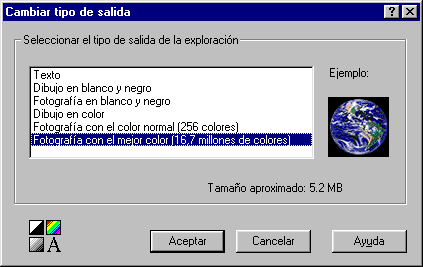 Cambiar tipo de salida
Seleccionar el tipo de salida de la exploración
Texto
Dibujo en blanco y negro
Fotografía en blanco y negro
Dibujo en color
Fotografía con el color normal (256 colores)
Fotografía con el mejor color (16,7 millones de colores)
Ejemplo:
Tamaño aproximado: 5.2 MB
A
Aceptar
Cancelar
Ayuda